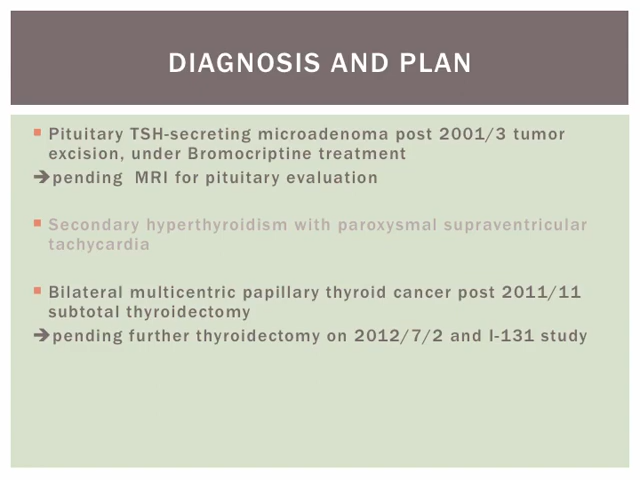 DIAGNOSIS AND PLAN
▪ Pituitary TSH-secreting microadenoma post 2001/3 tumor
excision, under Bromocriptine treatment
➔pending MRI for pituitary evaluation
▪ Secondary hyperthyroidism with paroxysmal supraventricular
tachycardia
▪ Bilateral multicentric papillary thyroid cancer post 2011/11
subtotal thyroidectomy
➔pending further thyroidectomy on 2012/7/2 and I-131 study